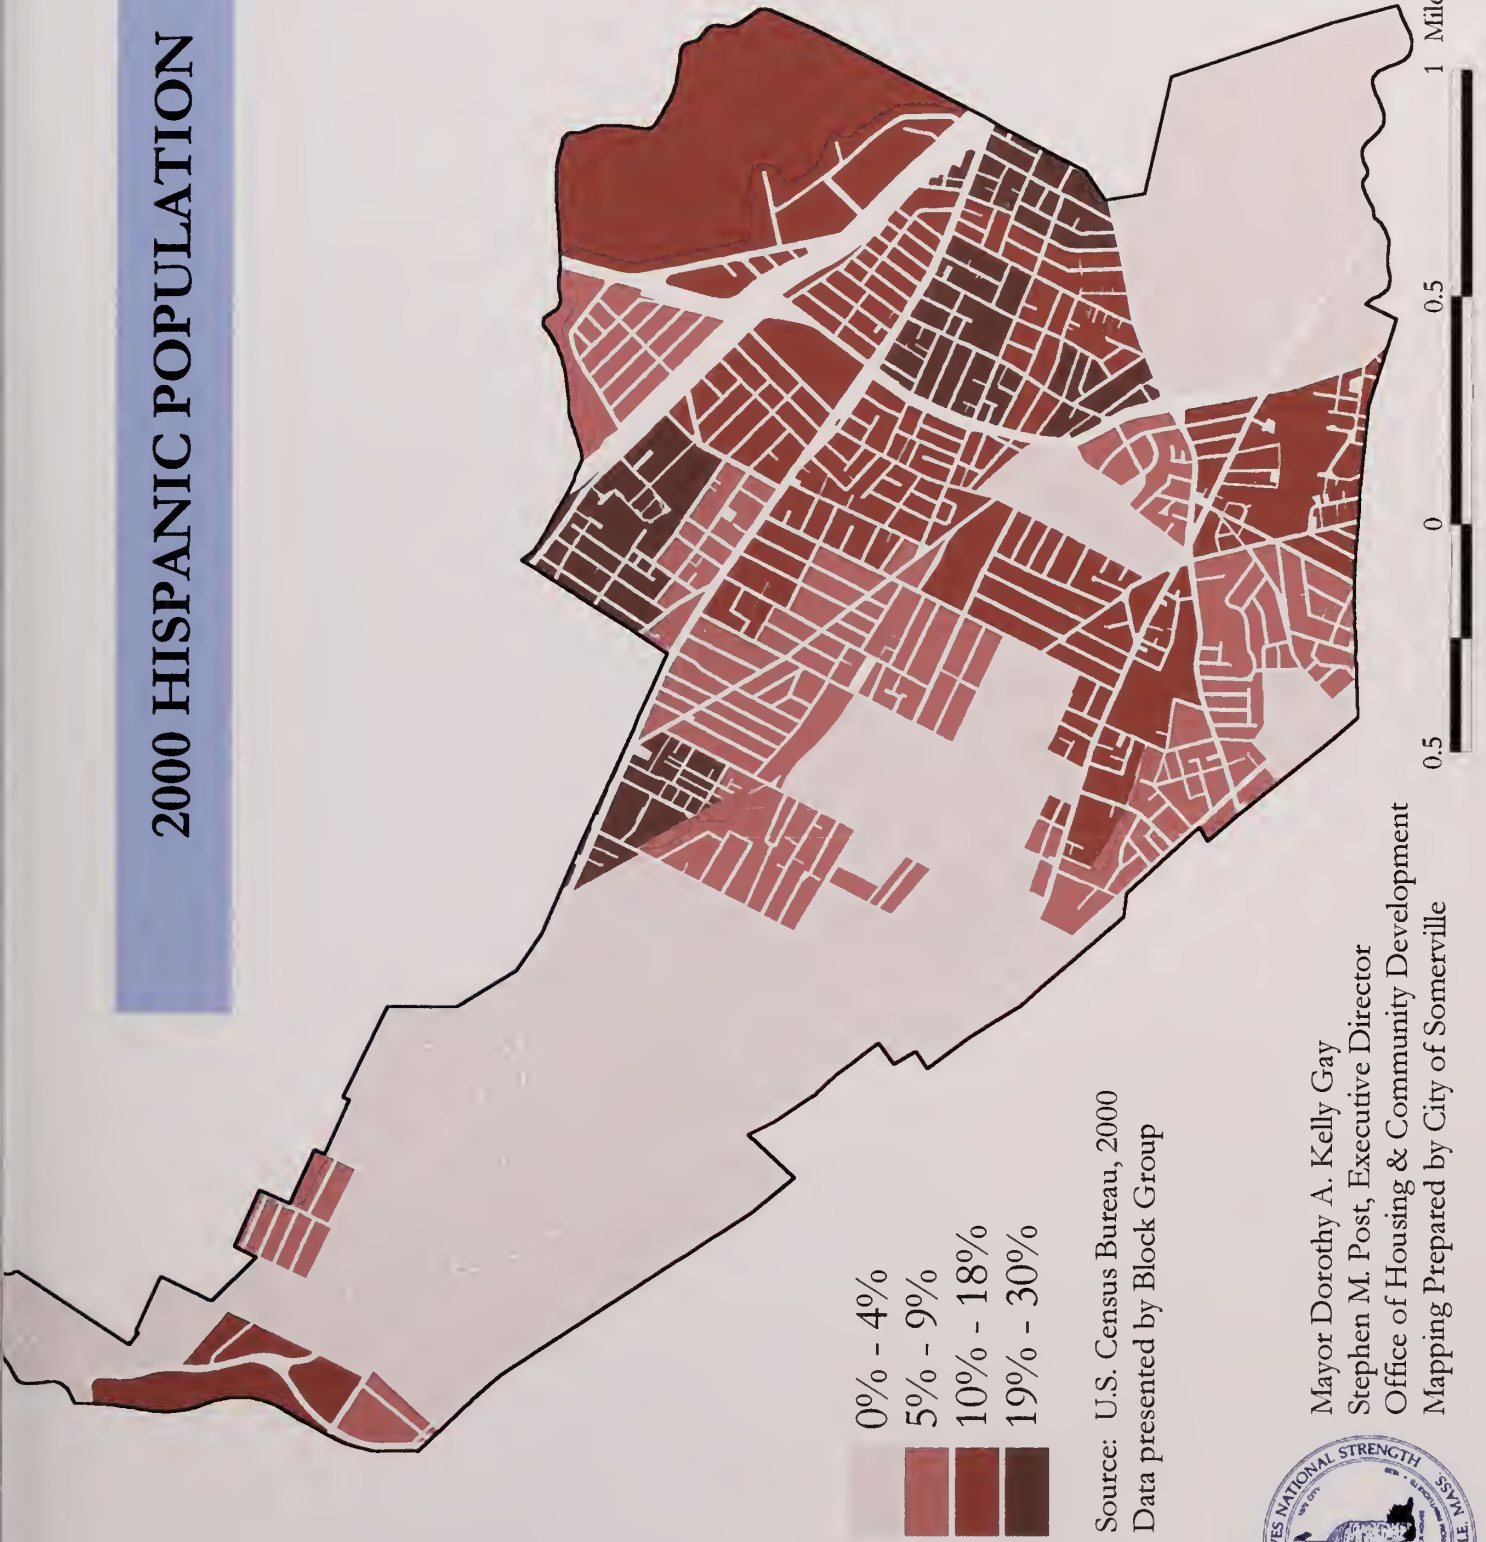 2000 HISPANIC POPULATION
0% - 4%
5% - 9%
10% - 18%
19% - 30%
Source: U.S. Census Bureau, 2000
Data presented by Block Group
Mayor Dorothy A. Kelly Gay
Stephen M. Post, Executive Director
Office of Housing & Community Development
Mapping Prepared by City of Somerville
0.5 0 0.5 1 Mile
NATIONAL STRENGTH
MASS.